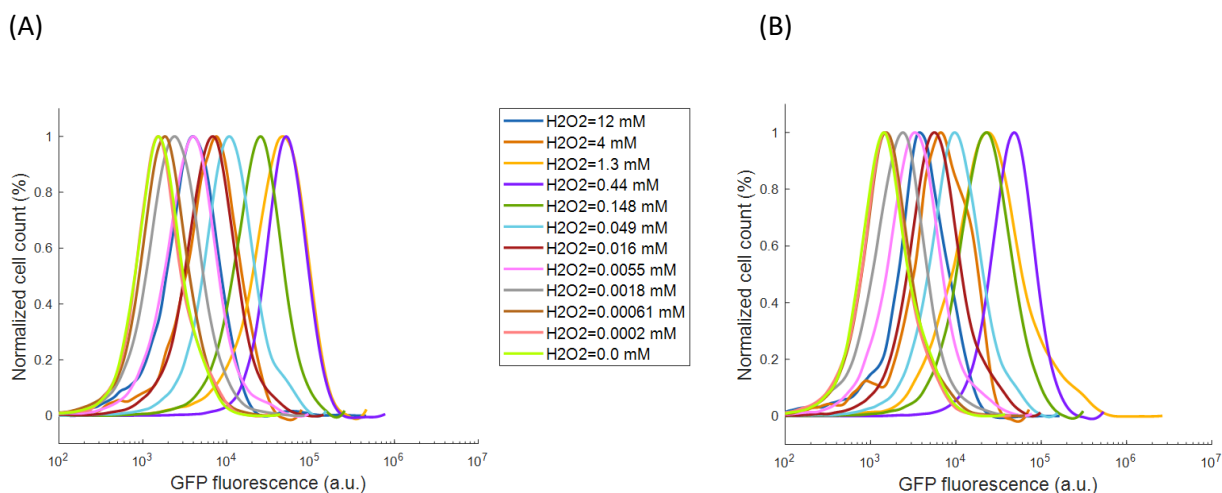 (A)
(B)
Normalized cell count (%)
1
0.8
0.6
0.4
0.2
0
10^2
10^3
10^4
10^5
10^6
10^7
GFP fluorescence (a.u.)
H2O2=12 mM
H2O2=4 mM
H2O2=1.3 mM
H2O2=0.44 mM
H2O2=0.148 mM
H2O2=0.049 mM
H2O2=0.016 mM
H2O2=0.0055 mM
H2O2=0.0018 mM
H2O2=0.00061 mM
H2O2=0.0002 mM
H2O2=0.0 mM
Normalized cell count (%)
1
0.8
0.6
0.4
0.2
0
10^2
10^3
10^4
10^5
10^6
10^7
GFP fluorescence (a.u.)